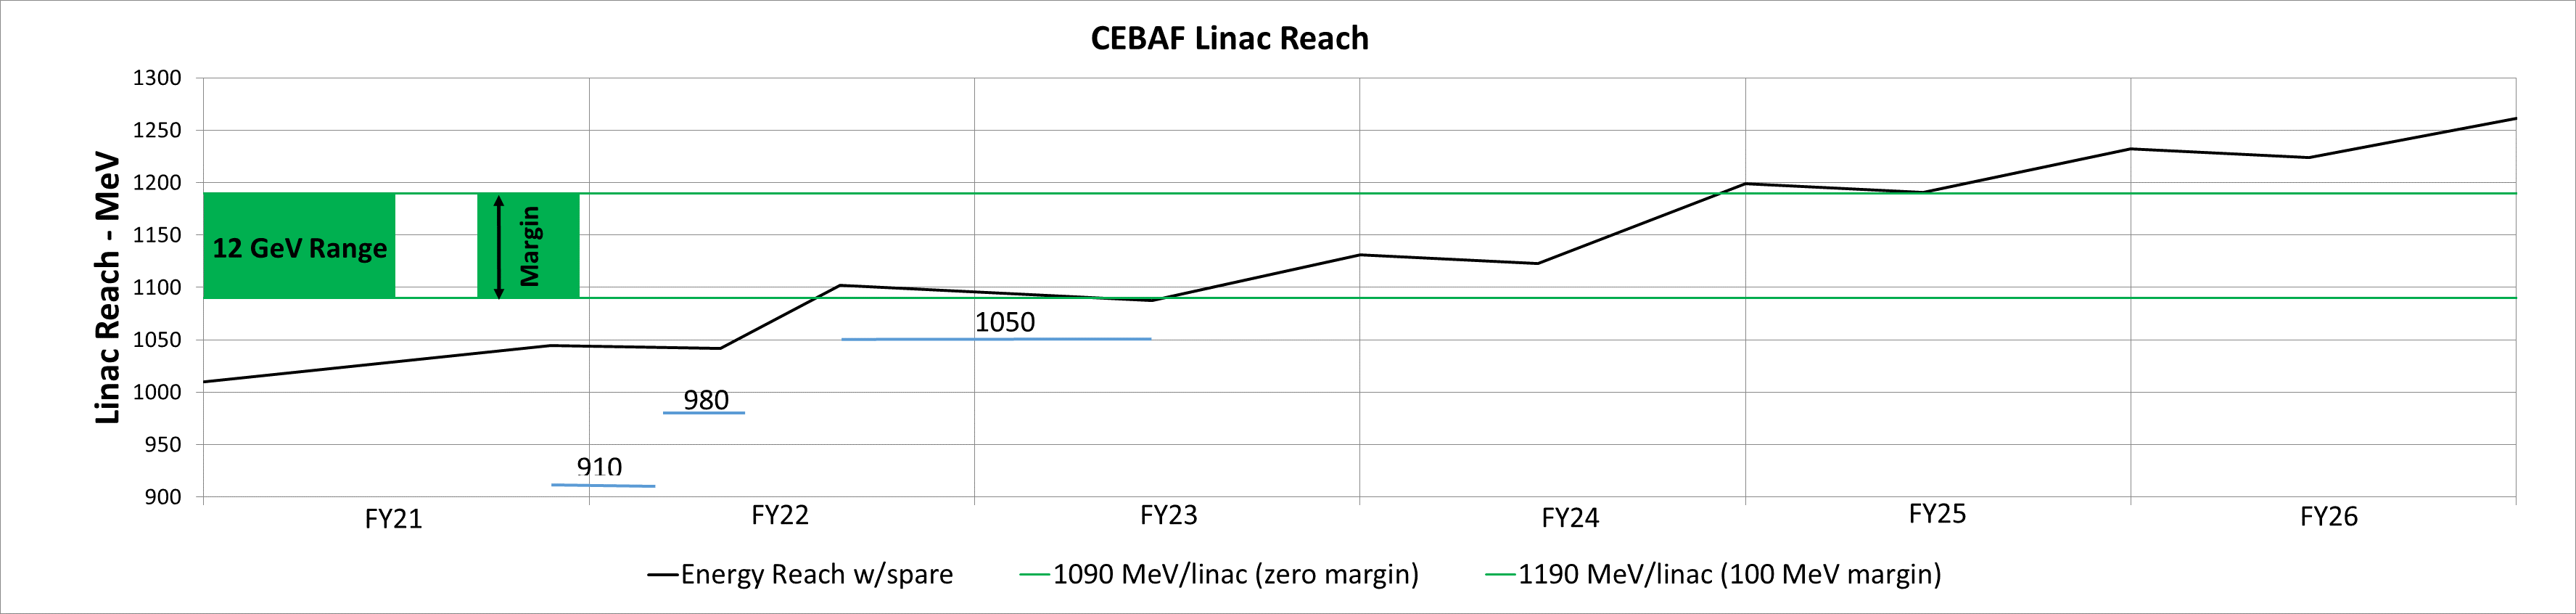 CEBAF Linac Reach
Linac Reach - MeV
1300
1250
1200
1150
1100
1050
1000
950
900
12 GeV Range
Margin
1050
980
910
FY21
FY22
FY23
FY24
FY25
FY26
Energy Reach w/spare
1090 MeV/linac (zero margin)
1190 MeV/linac (100 MeV margin)